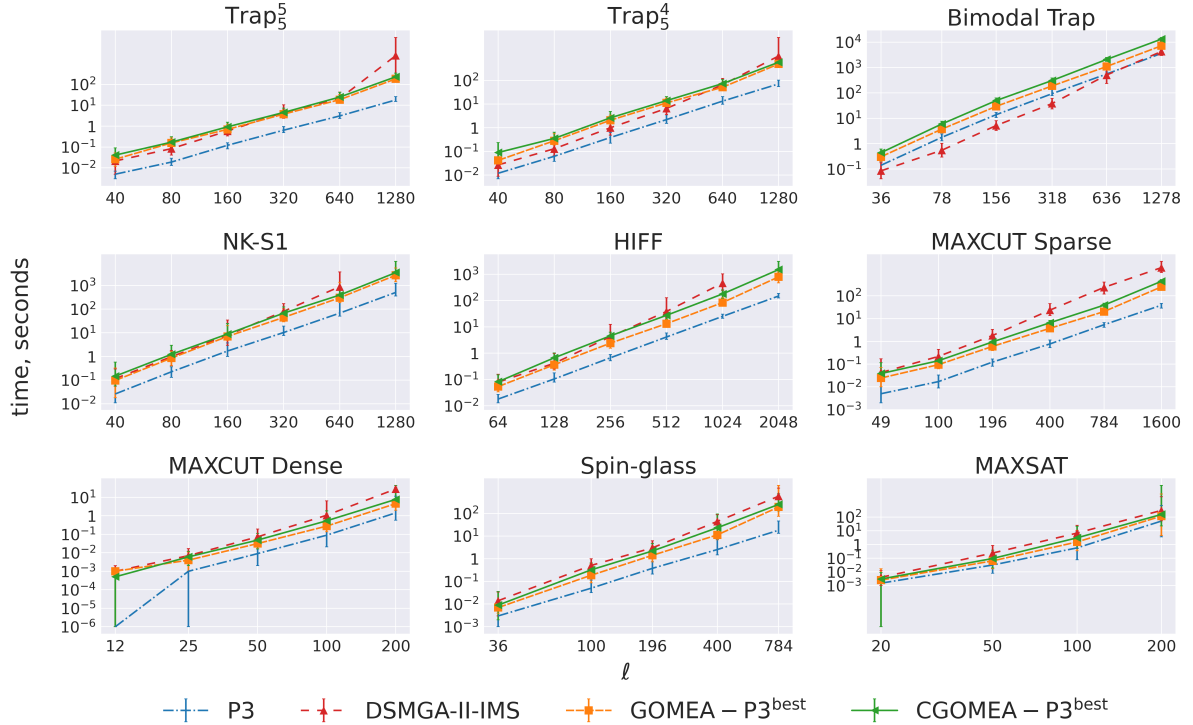 Trap₅⁵
10²
10
1
10⁻¹
10⁻²
40 80 160 320 640 1280
Trap₅⁴
10²
10
1
10⁻¹
10⁻²
40 80 160 320 640 1280
Bimodal Trap
10⁴
10³
10²
10
1
10⁻¹
36 78 156 318 636 1278
time, seconds
NK-S1
10³
10²
10
1
10⁻¹
10⁻²
40 80 160 320 640 1280
HIFF
10³
10²
10
1
10⁻¹
10⁻²
64 128 256 512 1024 2048
MAXCUT Sparse
10²
10
1
10⁻¹
10⁻²
10⁻³
49 100 196 400 784 1600
MAXCUT Dense
10¹
1
10⁻¹
10⁻²
10⁻³
10⁻⁴
10⁻⁵
10⁻⁶
12 25 50 100 200
Spin-glass
10²
10
1
10⁻¹
10⁻²
10⁻³
36 100 196 400 784
MAXSAT
10²
10
1
10⁻¹
10⁻²
10⁻³
20 50 100 200
ℓ
P3 DSMGA-II-IMS GOMEA − P3ᵇᵉˢᵗ CGOMEA − P3ᵇᵉˢᵗ